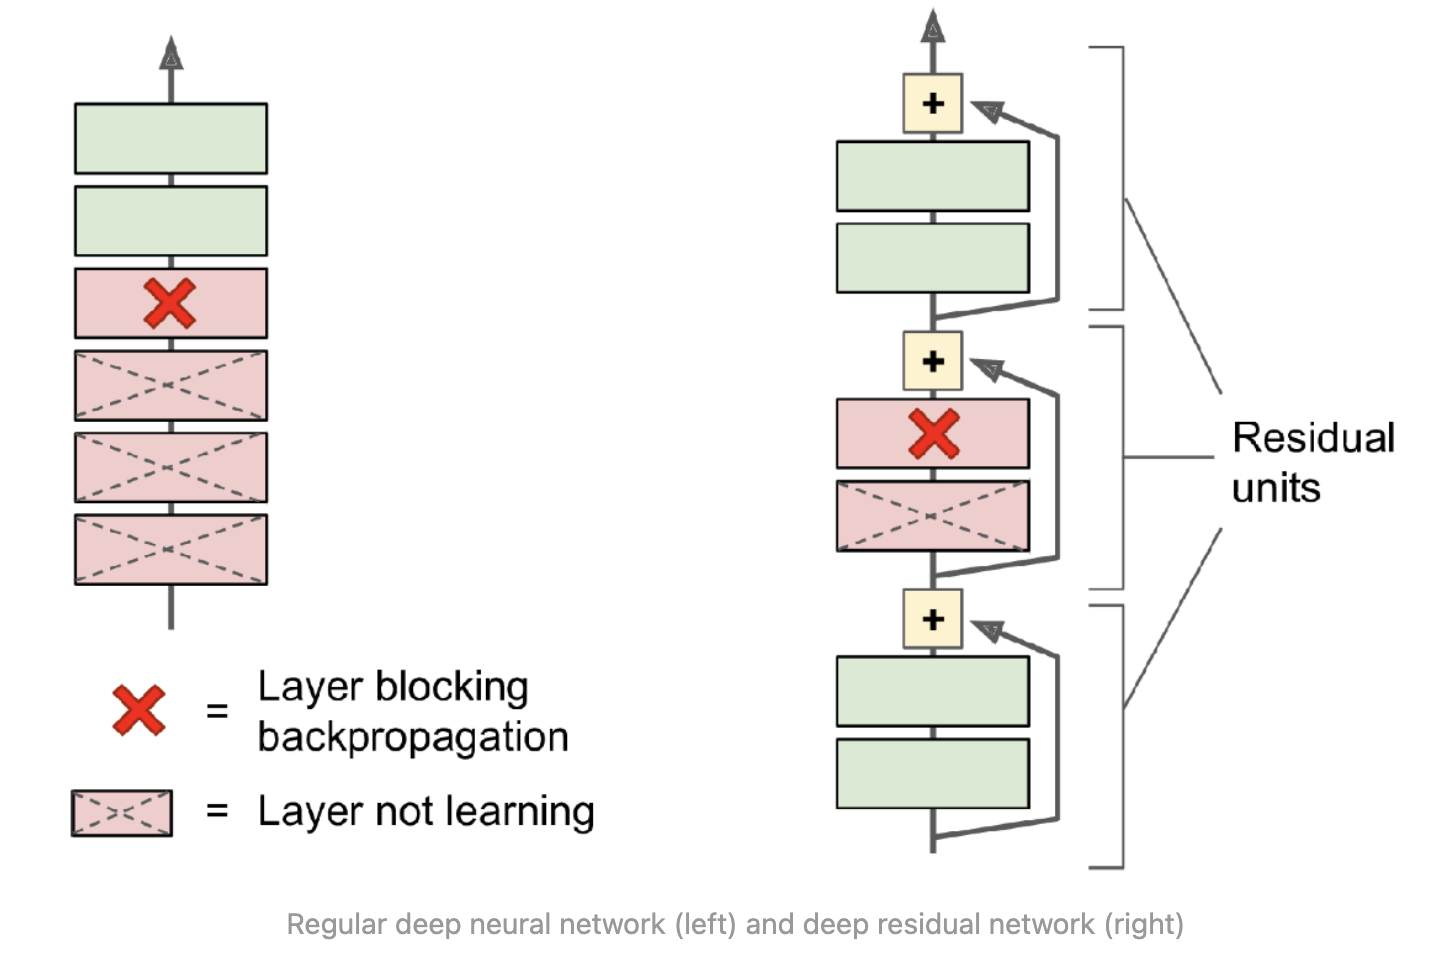 +
+
+
Residual
units
= Layer blocking
backpropagation
= Layer not learning
Regular deep neural network (left) and deep residual network (right)